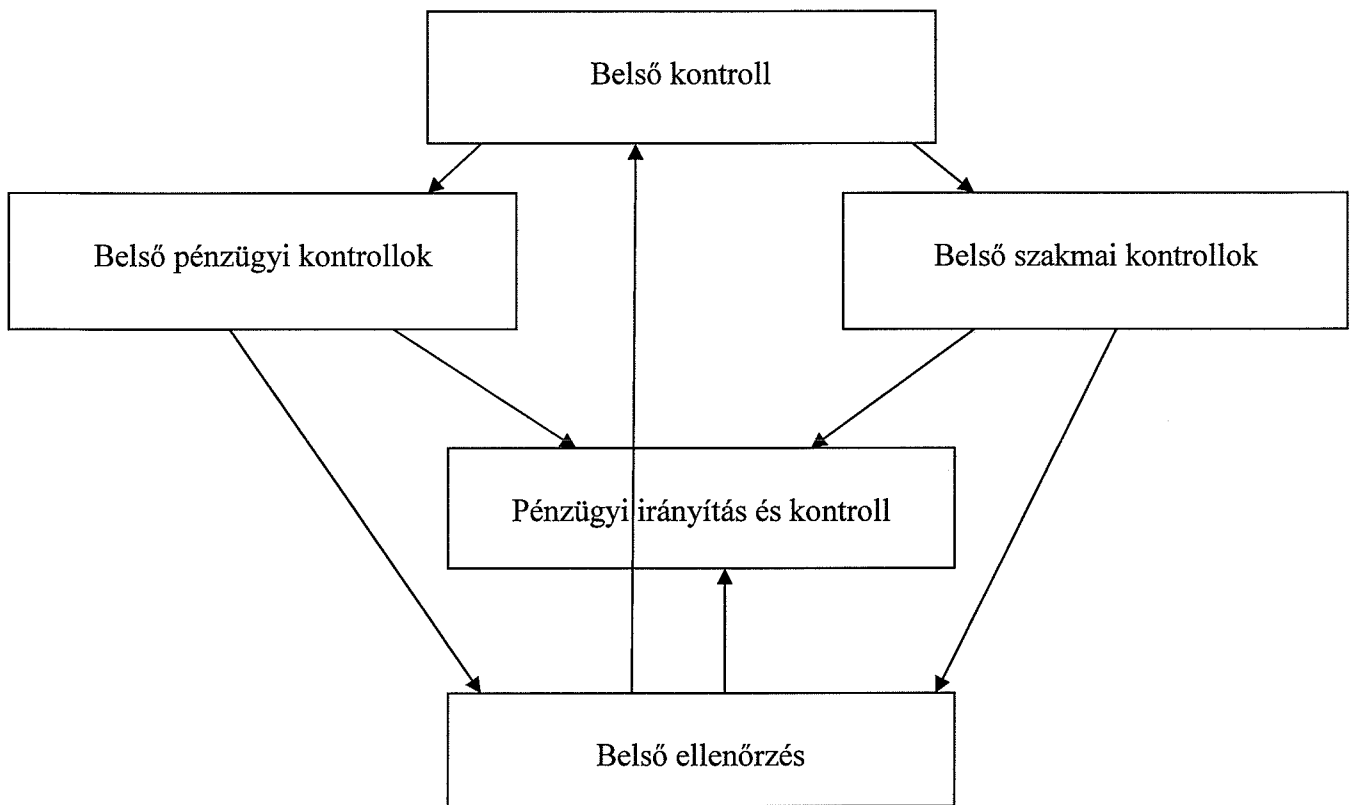 Belső kontroll
Belső pénzügyi kontrollok
Belső szakmai kontrollok
Pénzügyi irányítás és kontroll
Belső ellenőrzés